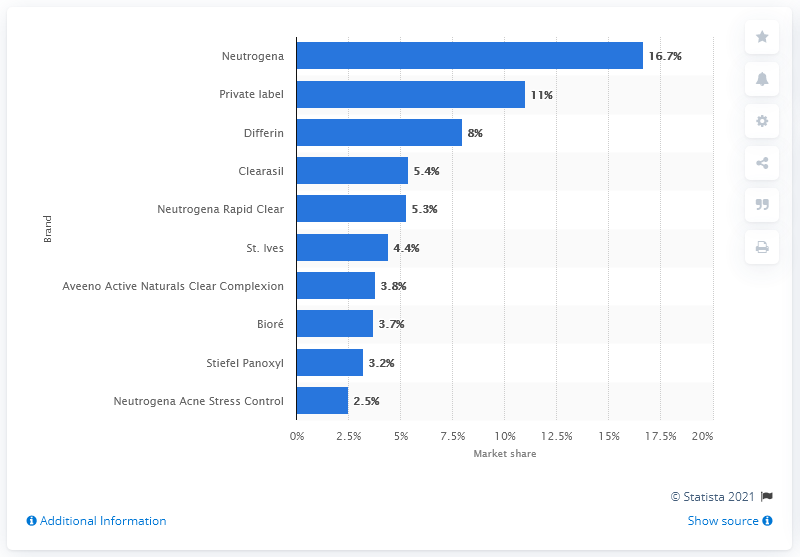 Brand
Neutrogena 16.7%
Private label 11%
Differin 8%
Clearasil 5.4%
Neutrogena Rapid Clear 5.3%
St. Ives 4.4%
Aveeno Active Naturals Clear Complexion 3.8%
Bioré 3.7%
Stiefel Panoxyl 3.2%
Neutrogena Acne Stress Control 2.5%
0% 2.5% 5% 7.5% 10% 12.5% 15% 17.5% 20%
Market share
© Statista 2021
Additional Information Show source